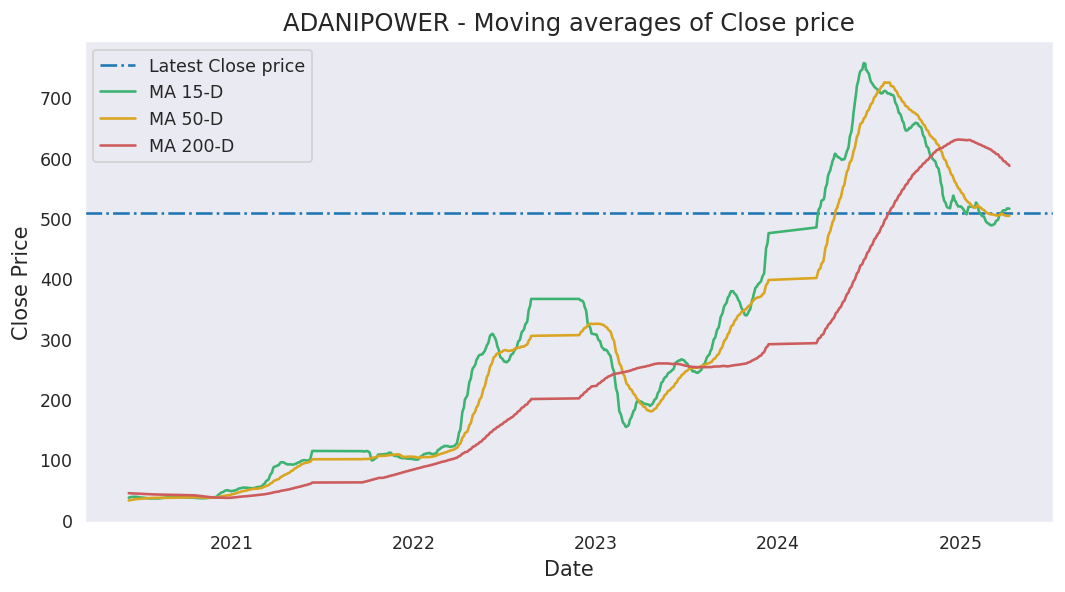 ADANIPOWER - Moving averages of Close price
Latest Close price
MA 15-D
MA 50-D
MA 200-D
Close Price
700
600
500
400
300
200
100
0
2021 2022 2023 2024 2025
Date